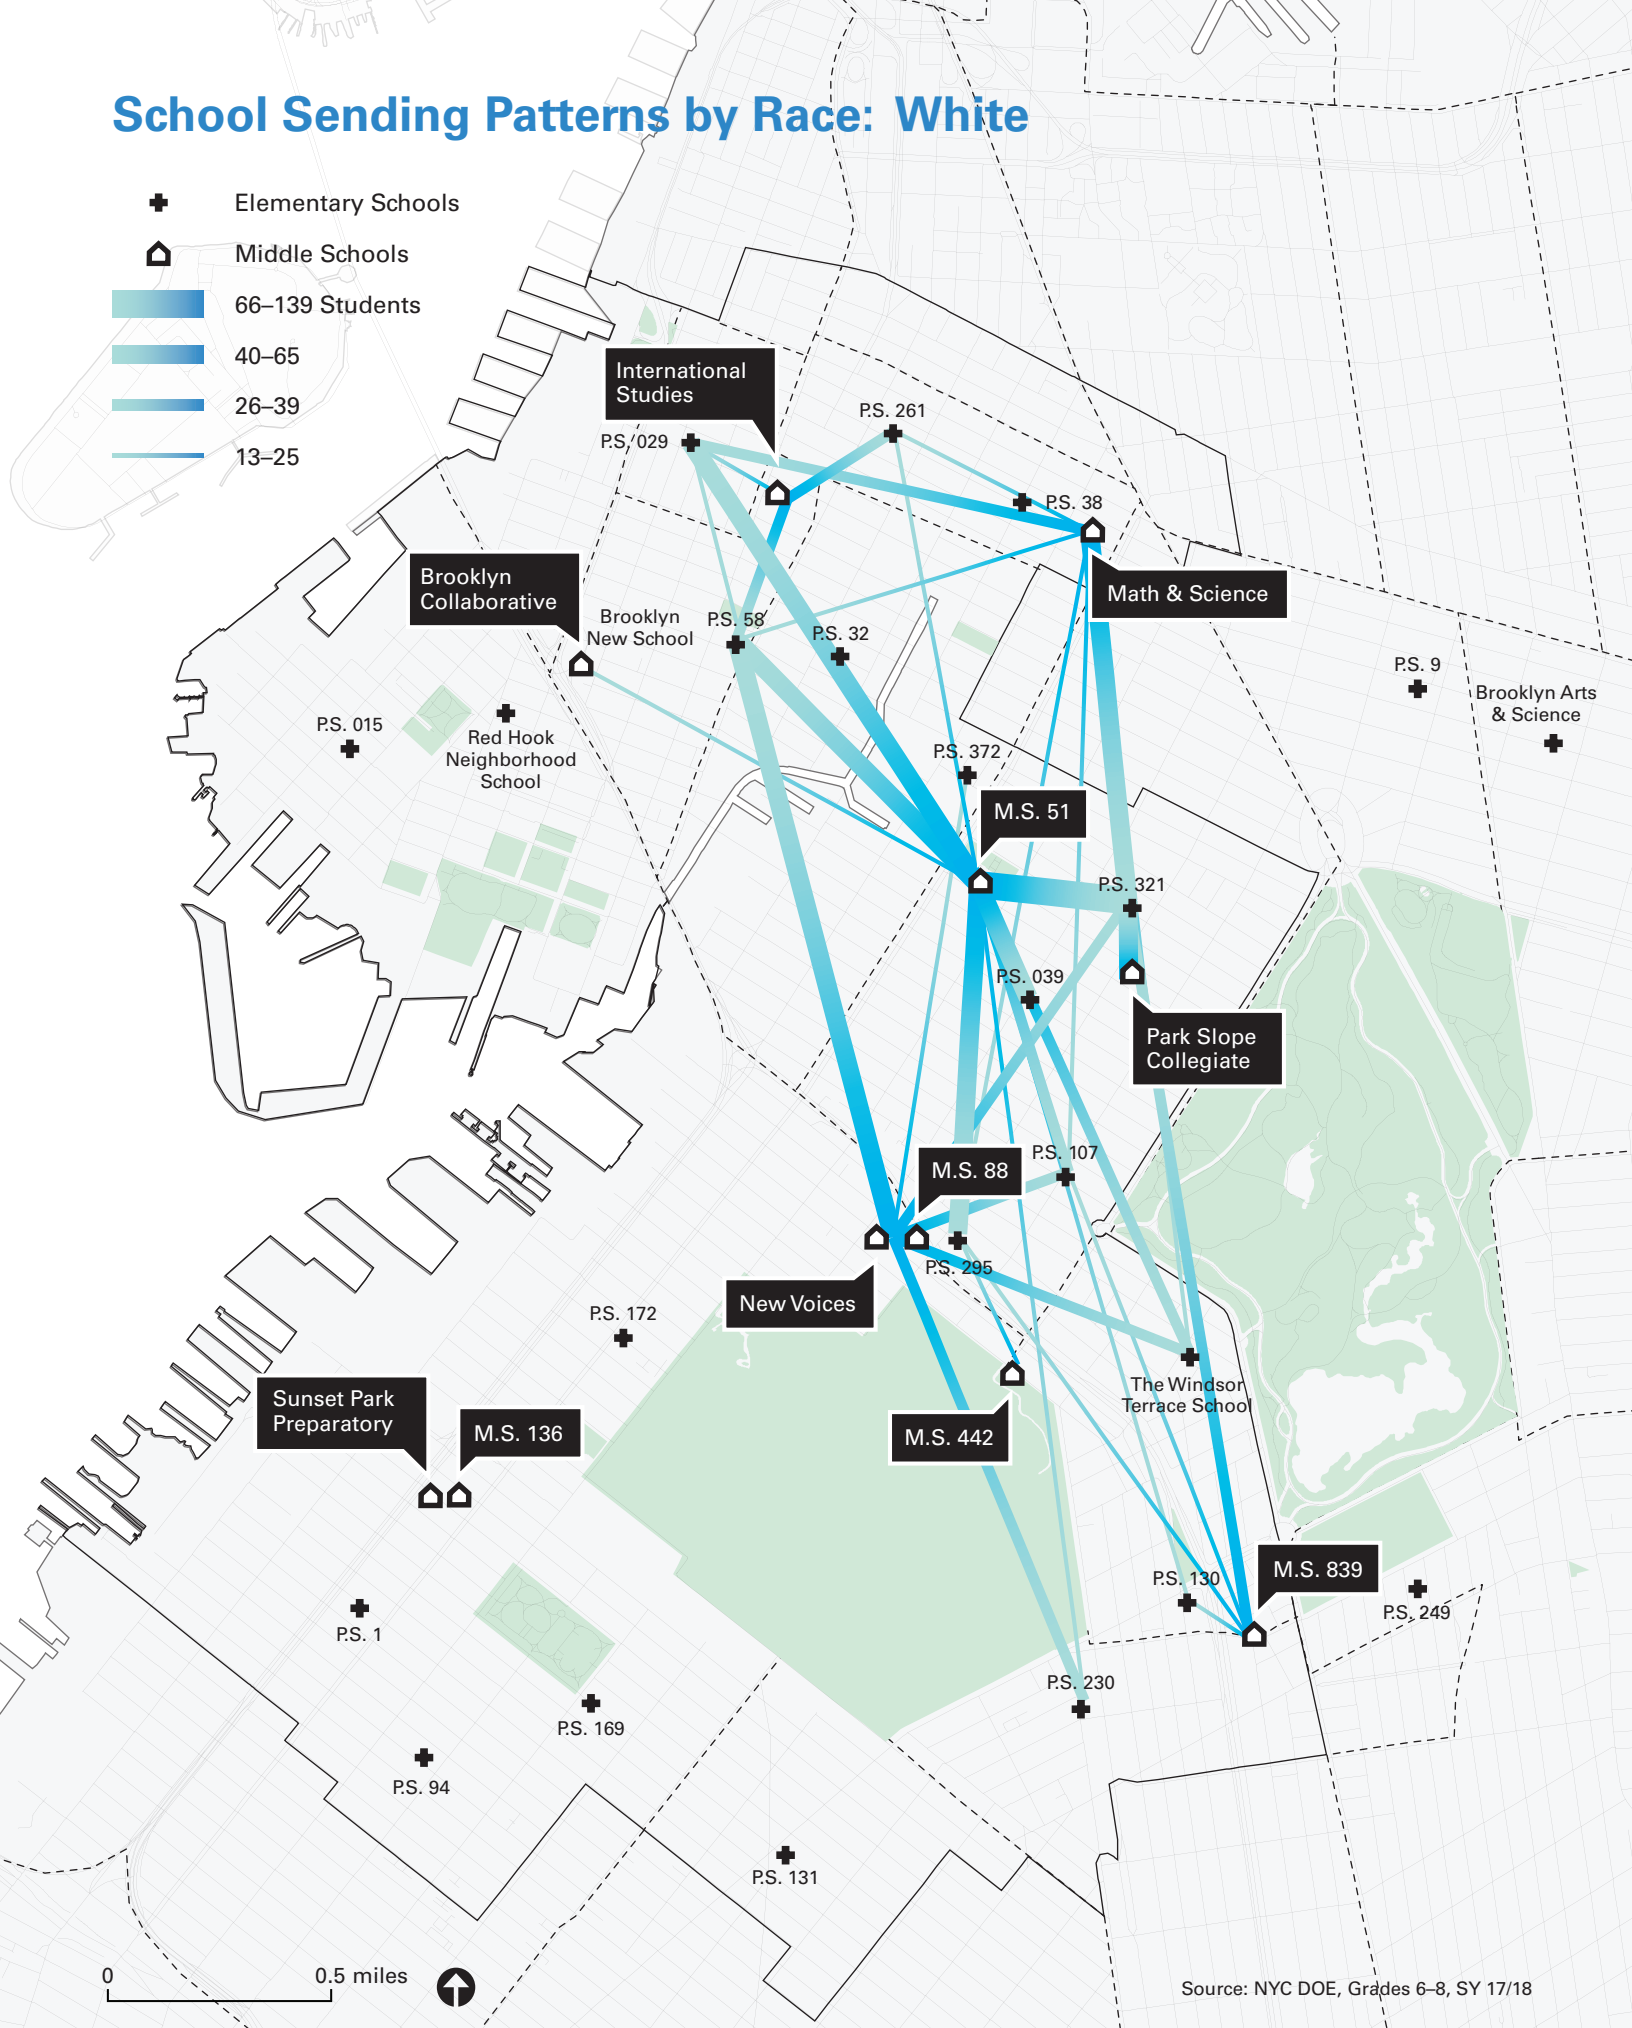 School Sending Patterns by Race: White
Elementary Schools
Middle Schools
66–139 Students
40–65
26–39
13–25
International
Studies
P.S. 261
P.S. 029
P.S. 38
Brooklyn
Collaborative
Math & Science
Brooklyn
New School
P.S. 58
P.S. 32
P.S. 9
Brooklyn Arts
& Science
P.S. 015
Red Hook
Neighborhood
School
P.S. 372
M.S. 51
P.S. 321
P.S. 039
Park Slope
Collegiate
P.S. 107
M.S. 88
P.S. 295
New Voices
P.S. 172
The Windsor
Terrace School
Sunset Park
Preparatory
M.S. 136
M.S. 442
P.S. 130
M.S. 839
P.S. 249
P.S. 1
P.S. 230
P.S. 169
P.S. 94
P.S. 131
0
0.5 miles
Source: NYC DOE, Grades 6–8, SY 17/18